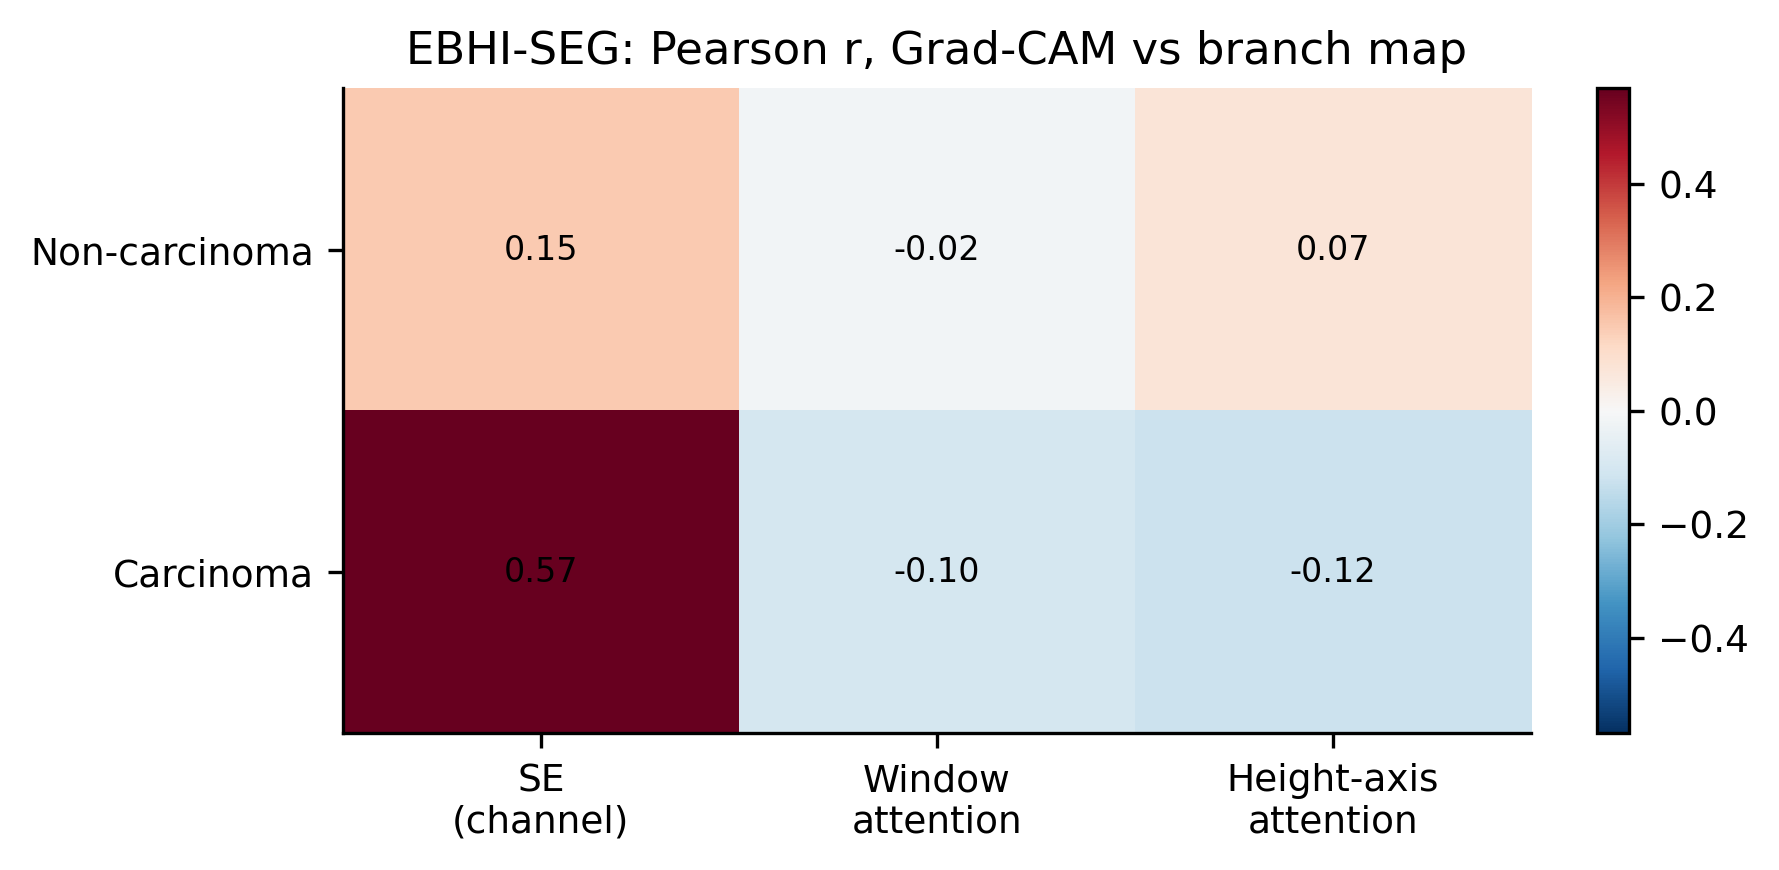 EBHI-SEG: Pearson r, Grad-CAM vs branch map
Non-carcinoma
0.15
-0.02
0.07
Carcinoma
0.57
-0.10
-0.12
SE
(channel)
Window
attention
Height-axis
attention
0.4
0.2
0.0
−0.2
−0.4